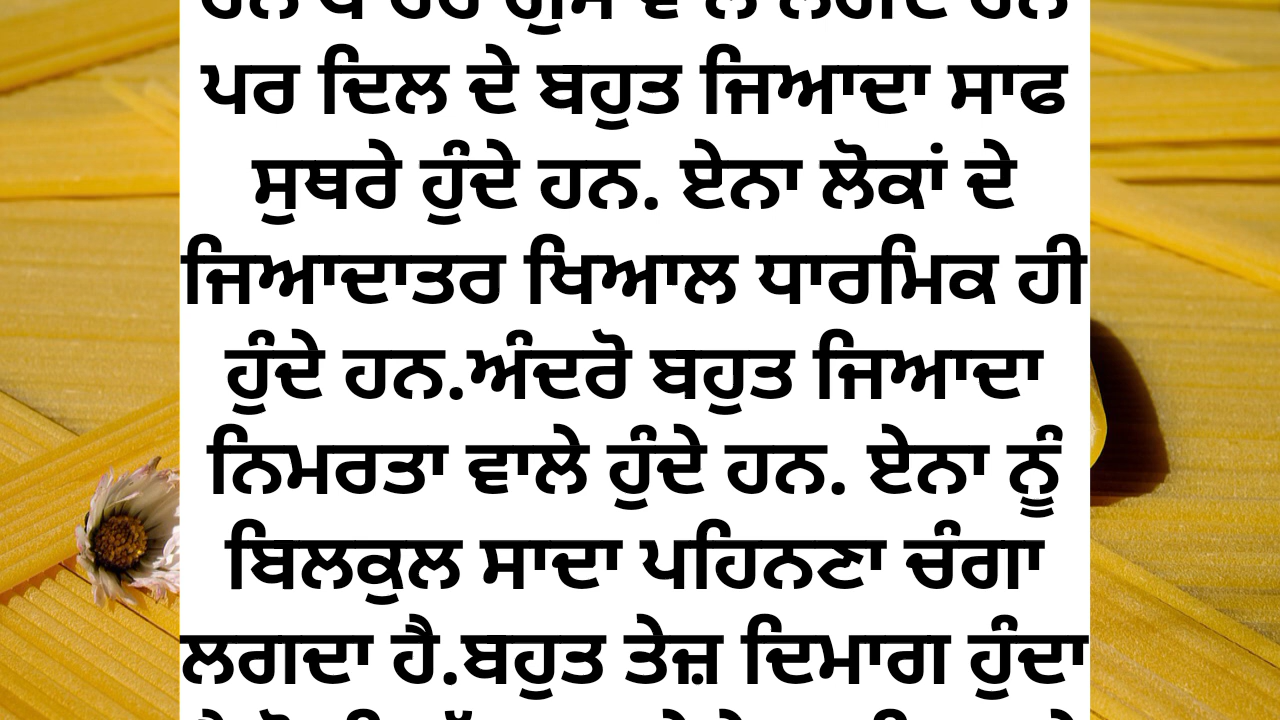 ਪਰ ਦਿਲ ਦੇ ਬਹੁਤ ਜਿਆਦਾ ਸਾਫ
ਸੁਥਰੇ ਹੁੰਦੇ ਹਨ. ਏਨਾ ਲੋਕਾਂ ਦੇ
ਜਿਆਦਾਤਰ ਖਿਆਲ ਧਾਰਮਿਕ ਹੀ
ਹੁੰਦੇ ਹਨ.ਅੰਦਰੋ ਬਹੁਤ ਜਿਆਦਾ
ਨਿਮਰਤਾ ਵਾਲੇ ਹੁੰਦੇ ਹਨ. ਏਨਾ ਨੂੰ
ਬਿਲਕੁਲ ਸਾਦਾ ਪਹਿਨਣਾ ਚੰਗਾ
ਲਗਦਾ ਹੈ.ਬਹੁਤ ਤੇਜ਼ ਦਿਮਾਗ ਹੁੰਦਾ